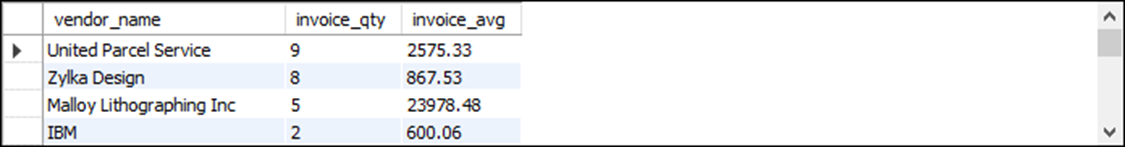 vendor_name invoice_qty invoice_avg
United Parcel Service 9 2575.33
Zylka Design 8 867.53
Malloy Lithographing Inc 5 23978.48
IBM 2 600.06